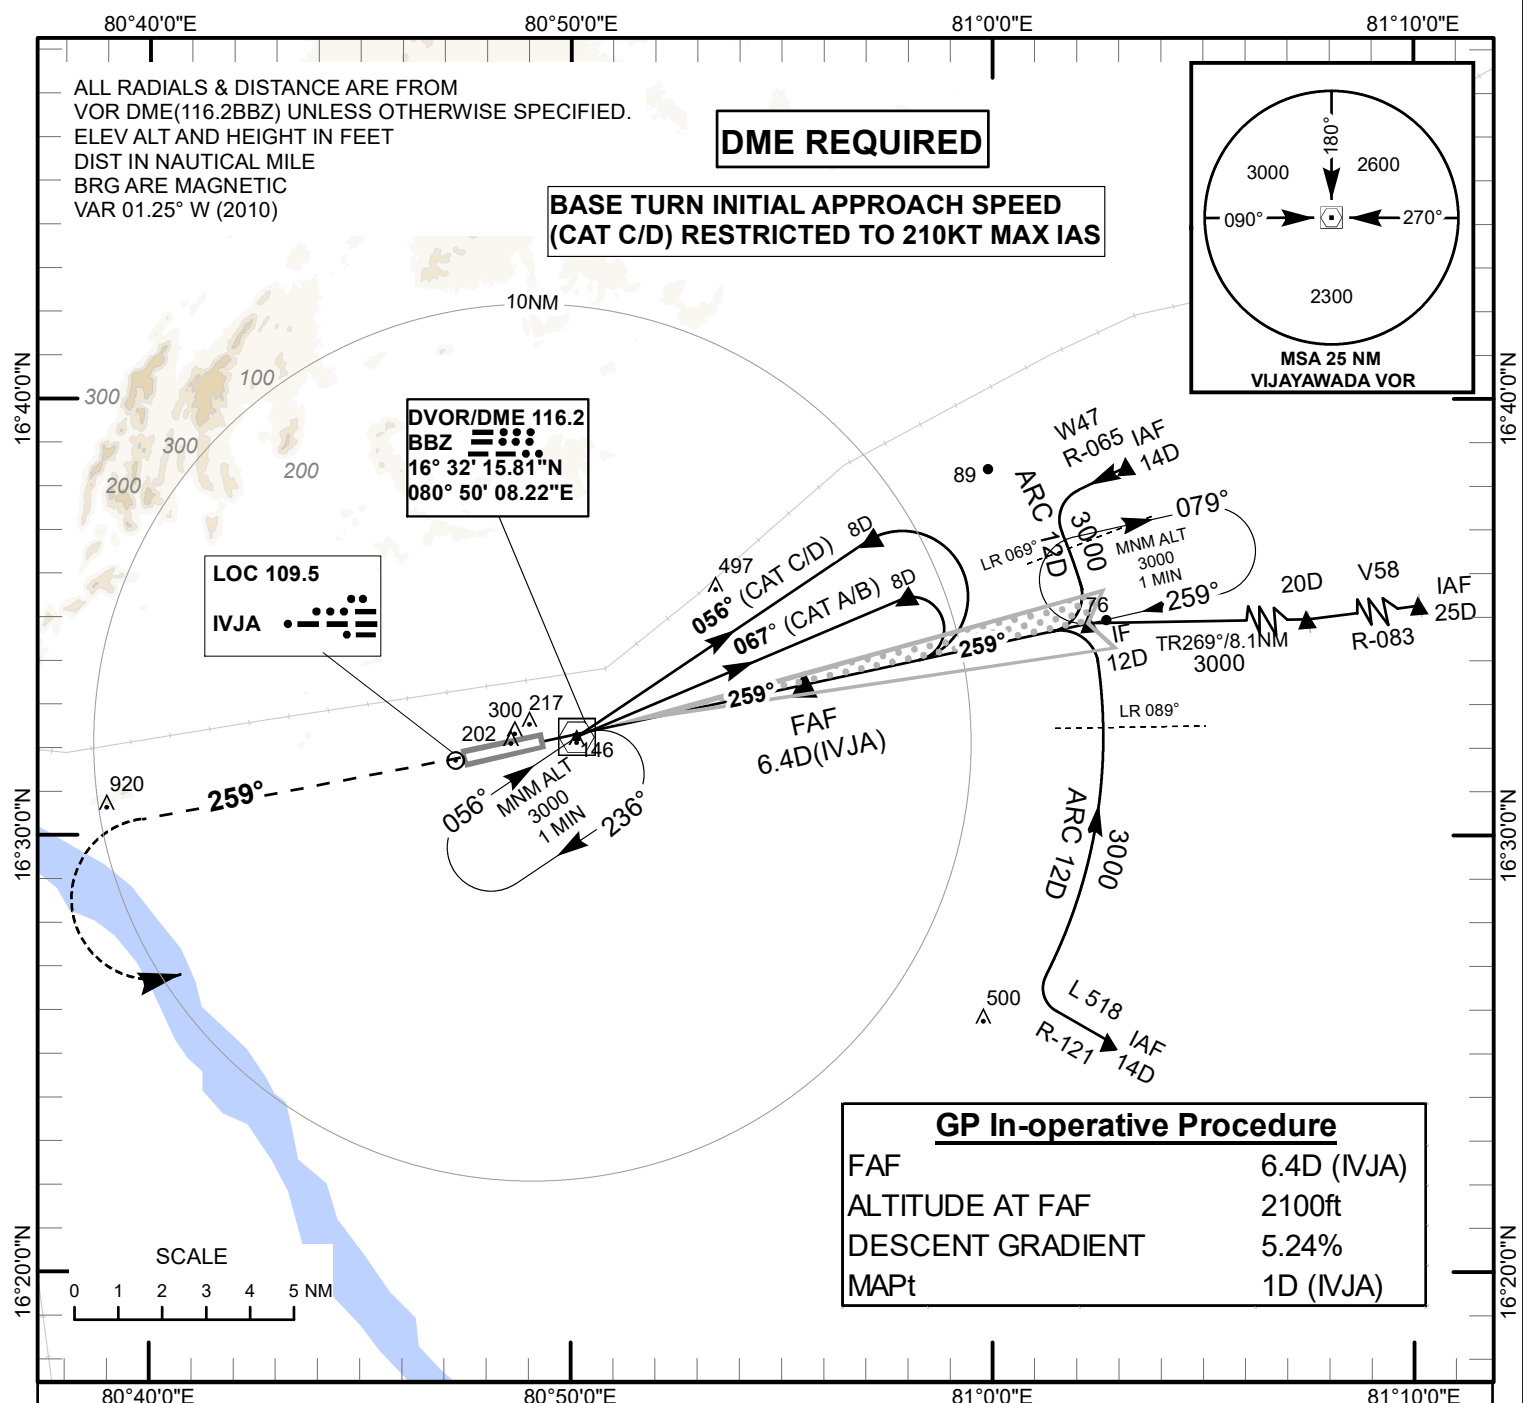 80°40'0"E
80°50'0"E
81°0'0"E
81°10'0"E
ALL RADIALS & DISTANCE ARE FROM
VOR DME(116.2BBZ) UNLESS OTHERWISE SPECIFIED.
ELEV ALT AND HEIGHT IN FEET
DIST IN NAUTICAL MILE
BRG ARE MAGNETIC
VAR 01.25° W (2010)
DME REQUIRED
BASE TURN INITIAL APPROACH SPEED
(CAT C/D) RESTRICTED TO 210KT MAX IAS
180°
3000
2600
090°
270°
2300
MSA 25 NM
VIJAYAWADA VOR
10NM
16°40'0"N
16°40'0"N
300
100
300
200
200
DVOR/DME 116.2
BBZ
16° 32' 15.81"N
080° 50' 08.22"E
LOC 109.5
IVJA
W47
R-065
IAF
14D
89
ARC 12D
3000
079°
LR 069°
MNM ALT
3000
1 MIN
259°
8D
056° (CAT C/D)
497
8D
067° (CAT A/B)
76
IF
12D
20D
V58
IAF
25D
TR269°/8.1NM
3000
R-083
259°
259°
FAF
6.4D(IVJA)
LR 089°
217
300
202
146
920
259°
056°
MNM ALT
3000
1 MIN
236°
16°30'0"N
16°30'0"N
ARC 12D
3000
500
L 518
R-121
IAF
14D
GP In-operative Procedure
FAF 6.4D (IVJA)
ALTITUDE AT FAF 2100ft
DESCENT GRADIENT 5.24%
MAPt 1D (IVJA)
16°20'0"N
16°20'0"N
SCALE
0 1 2 3 4 5 NM
80°40'0"E
80°50'0"E
81°0'0"E
81°10'0"E